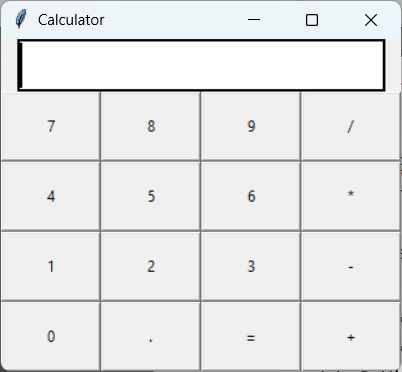 Calculator
7 8 9 /
4 5 6 *
1 2 3 -
0 . = +